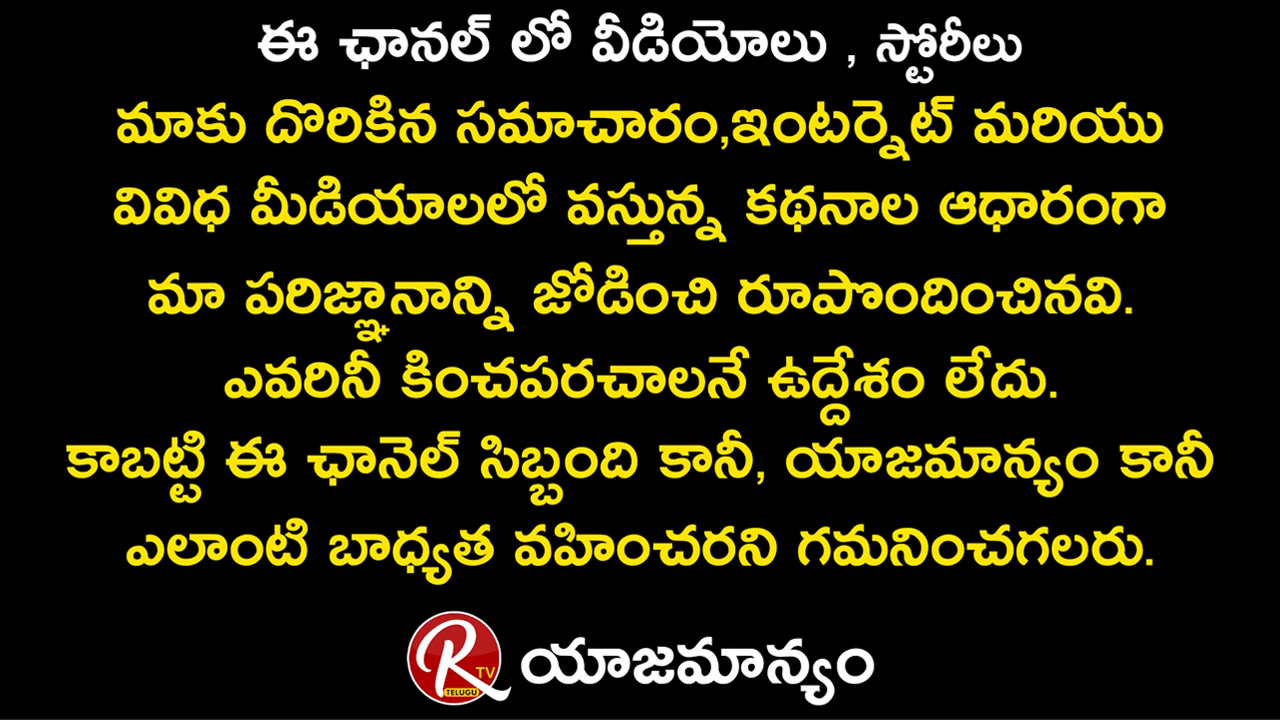 ఈ ఛానల్ లో వీడియోలు , స్టోరీలు
మాకు దొరికిన సమాచారం,ఇంటర్నెట్ మరియు
వివిధ మీడియాలలో వస్తున్న కథనాల ఆధారంగా
మా పరిజ్ఞానాన్ని జోడించి రూపొందించినవి.
ఎవరినీ కించపరచాలనే ఉద్దేశం లేదు.
కాబట్టి ఈ ఛానెల్ సిబ్బంది కానీ, యాజమాన్యం కానీ
ఎలాంటి బాధ్యత వహించరని గమనించగలరు.
R TV TELUGU యాజమాన్యం